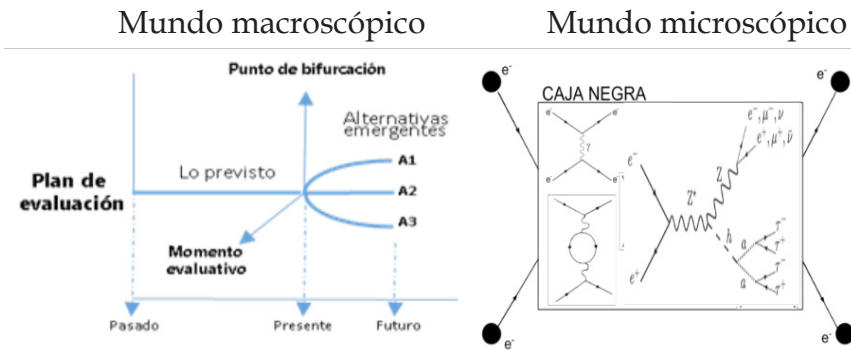 Mundo macroscópico
Mundo microscópico
Punto de bifurcación
Alternativas
emergentes
A1
Lo previsto
A2
Plan de
evaluación
A3
Momento
evaluativo
Pasado
Presente
Futuro
e-
e-
CAJA NEGRA
e-
e-
γ
e-
e-
e⁻, μ⁻, ν
e⁺, μ⁺, ν̄
e⁻
Z
Z*
h
e⁺
a
τ⁻
τ⁺
a
τ⁻
τ⁺
e-
e-